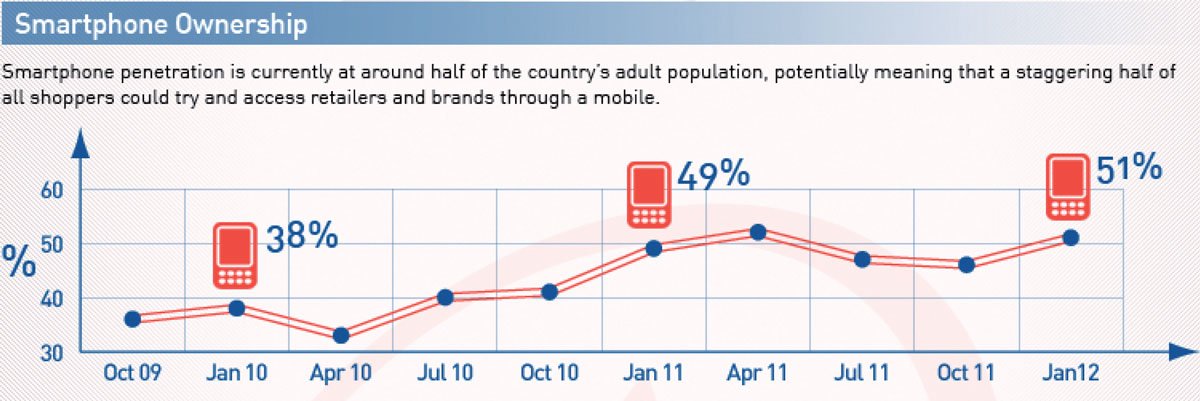 Smartphone Ownership
Smartphone penetration is currently at around half of the country's adult population, potentially meaning that a staggering half of
all shoppers could try and access retailers and brands through a mobile.
51%
49%
60
38%
50
%
40
30
Oct 09 Jan 10 Apr 10 Jul 10 Oct 10 Jan 11 Apr 11 Jul 11 Oct 11 Jan12